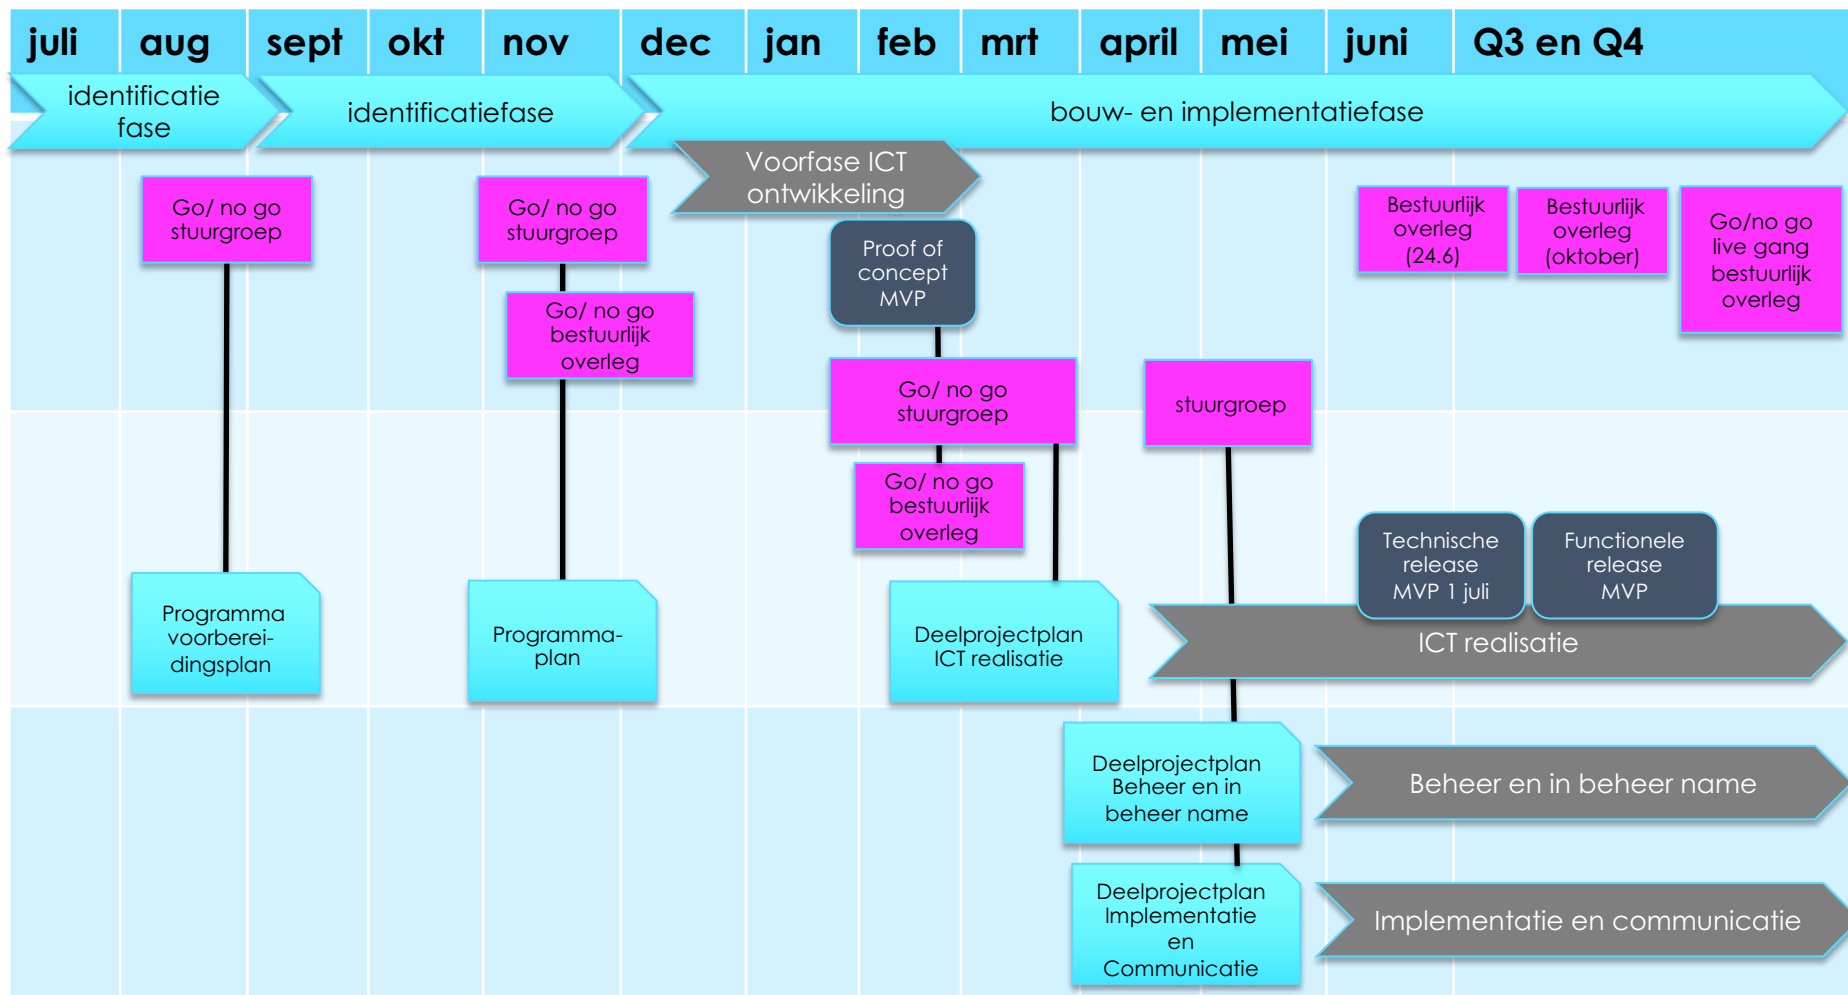 juli aug sept okt nov dec jan feb mrt april mei juni Q3 en Q4
identificatie
fase
identificatiefase
bouw- en implementatiefase
Voorfase ICT
ontwikkeling
Go/ no go
stuurgroep
Go/ no go
stuurgroep
Go/ no go
bestuurlijk
overleg
Proof of
concept
MVP
Go/ no go
stuurgroep
Go/ no go
bestuurlijk
overleg
stuurgroep
Bestuurlijk
overleg
(24.6)
Bestuurlijk
overleg
(oktober)
Go/no go
live gang
bestuurlijk
overleg
Technische
release
MVP 1 juli
Functionele
release
MVP
Programma
voorberei-
dingsplan
Programma-
plan
Deelprojectplan
ICT realisatie
ICT realisatie
Deelprojectplan
Beheer en in
beheer name
Beheer en in beheer name
Deelprojectplan
Implementatie
en
Communicatie
Implementatie en communicatie